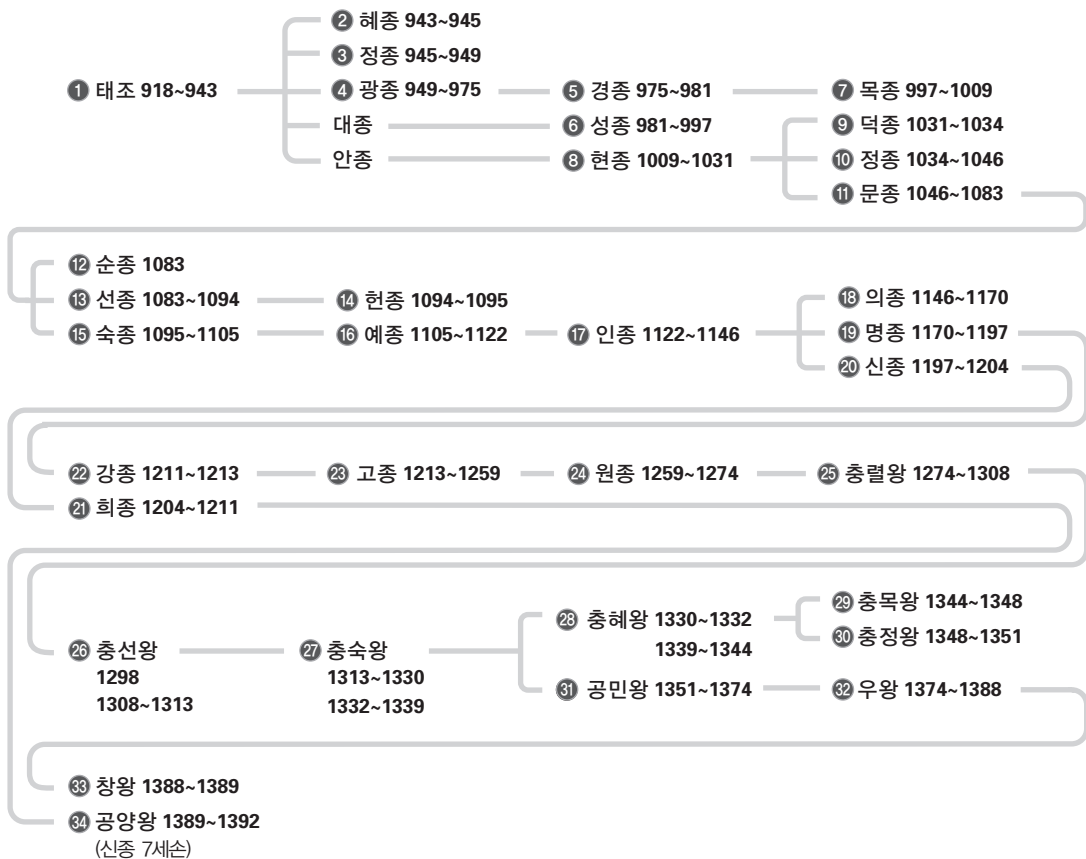 ❷ 혜종 943~945
❸ 정종 945~949
❶ 태조 918~943 ❹ 광종 949~975 ❺ 경종 975~981 ❼ 목종 997~1009
대종 ❻ 성종 981~997 ❾ 덕종 1031~1034
안종 ❽ 현종 1009~1031 ❿ 정종 1034~1046
⓫ 문종 1046~1083
⓬ 순종 1083
⓭ 선종 1083~1094 ⓮ 헌종 1094~1095 ⓲ 의종 1146~1170
⓯ 숙종 1095~1105 ⓰ 예종 1105~1122 ⓱ 인종 1122~1146 ⓳ 명종 1170~1197
⓴ 신종 1197~1204
㉒ 강종 1211~1213 ㉓ 고종 1213~1259 ㉔ 원종 1259~1274 ㉕ 충렬왕 1274~1308
㉑ 희종 1204~1211
㉘ 충혜왕 1330~1332 ㉙ 충목왕 1344~1348
1339~1344 ㉚ 충정왕 1348~1351
㉖ 충선왕 ㉗ 충숙왕
1298 1313~1330 ㉛ 공민왕 1351~1374 ㉜ 우왕 1374~1388
1308~1313 1332~1339
㉝ 창왕 1388~1389
㉞ 공양왕 1389~1392
(신종 7세손)